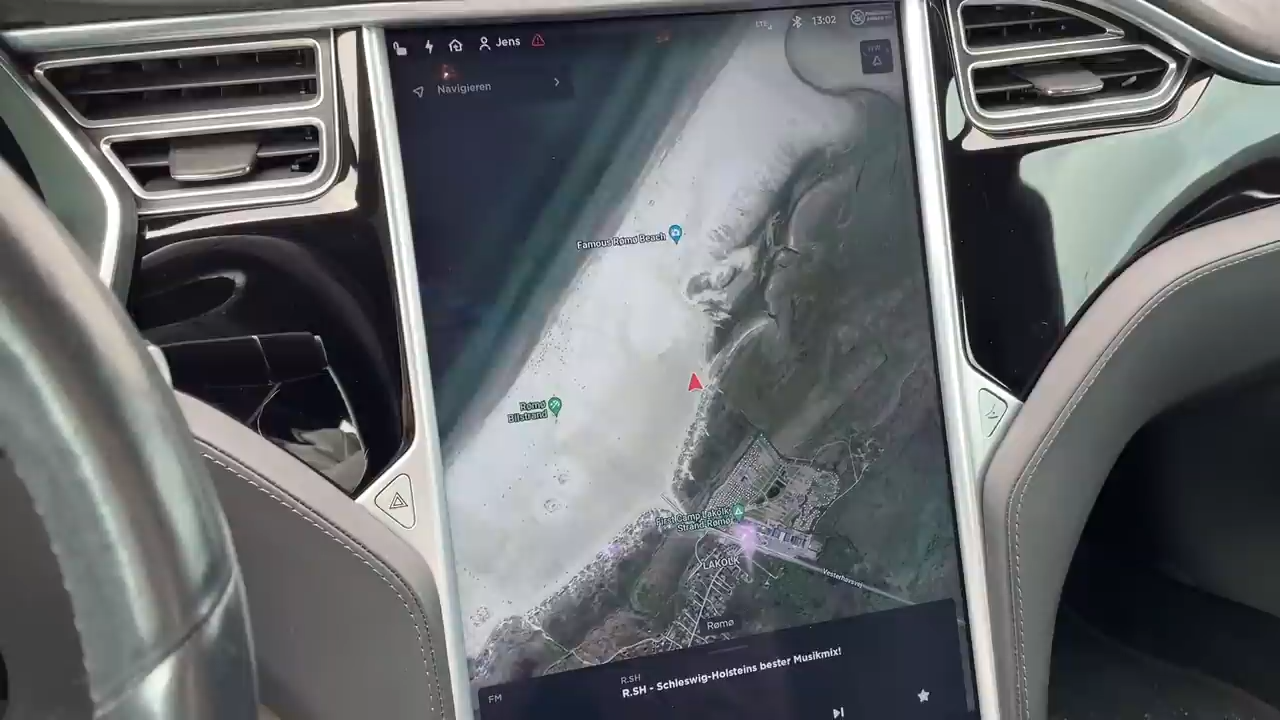 LTE
13:02
Jens
Navigieren
Famous Rømø Beach
Rømø
Bilstrand
First Camp Lakolk
Strand Rømø
LAKOLK
Vesterhavsvej
Rømø
R.SH
R.SH - Schleswig-Holsteins bester Musikmix!
FM